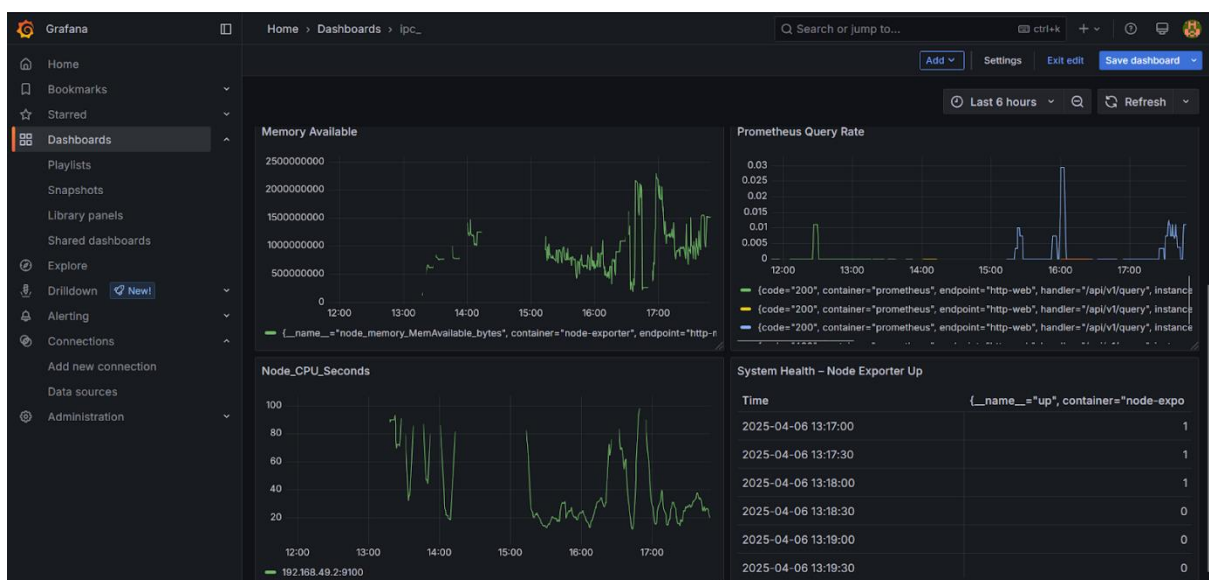 Grafana
Home › Dashboards › ipc_
Search or jump to...
ctrl+k
Home
Bookmarks
Starred
Dashboards
Playlists
Snapshots
Library panels
Shared dashboards
Explore
Drilldown New!
Alerting
Connections
Add new connection
Data sources
Administration
Add
Settings
Exit edit
Save dashboard
Last 6 hours
Refresh
Memory Available
2500000000
2000000000
1500000000
1000000000
500000000
0
12:00 13:00 14:00 15:00 16:00 17:00
{__name__="node_memory_MemAvailable_bytes", container="node-exporter", endpoint="http-n
Prometheus Query Rate
0.03
0.025
0.02
0.015
0.01
0.005
0
12:00 13:00 14:00 15:00 16:00 17:00
{code="200", container="prometheus", endpoint="http-web", handler="/api/v1/query", instance
{code="200", container="prometheus", endpoint="http-web", handler="/api/v1/query", instance
{code="200", container="prometheus", endpoint="http-web", handler="/api/v1/query", instance
Node_CPU_Seconds
100
80
60
40
20
12:00 13:00 14:00 15:00 16:00 17:00
192.168.49.2:9100
System Health – Node Exporter Up
Time {__name__="up", container="node-expo
2025-04-06 13:17:00 1
2025-04-06 13:17:30 1
2025-04-06 13:18:00 1
2025-04-06 13:18:30 0
2025-04-06 13:19:00 0
2025-04-06 13:19:30 0